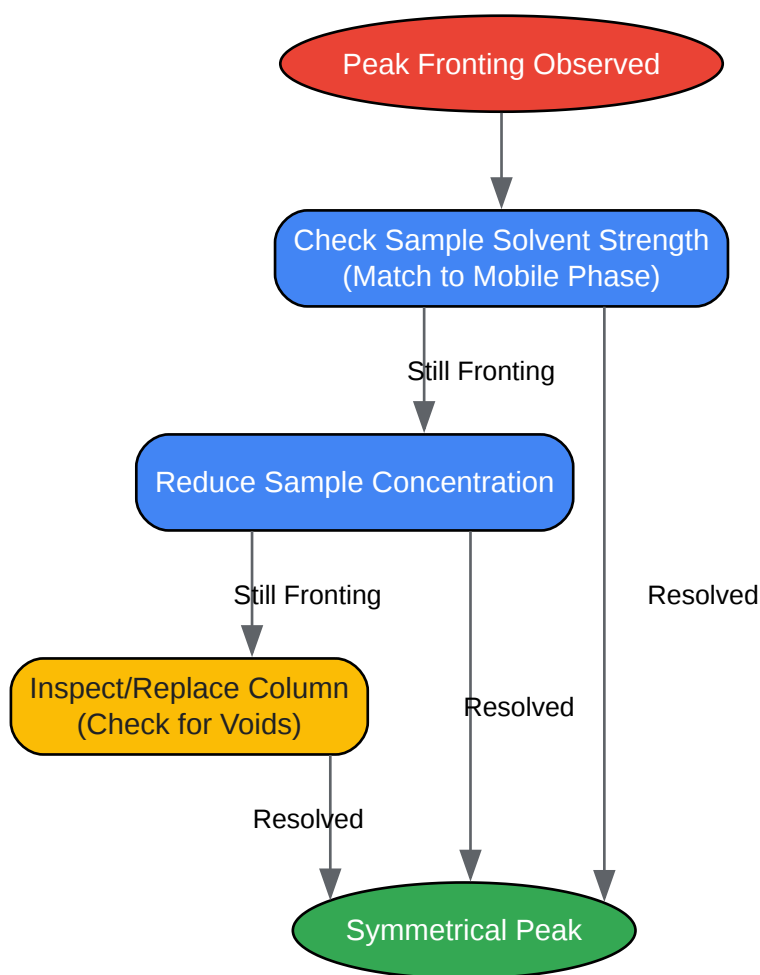 Peak Fronting Observed
Check Sample Solvent Strength
(Match to Mobile Phase)
Still Fronting
Reduce Sample Concentration
Still Fronting
Resolved
Inspect/Replace Column
(Check for Voids)
Resolved
Resolved
Symmetrical Peak